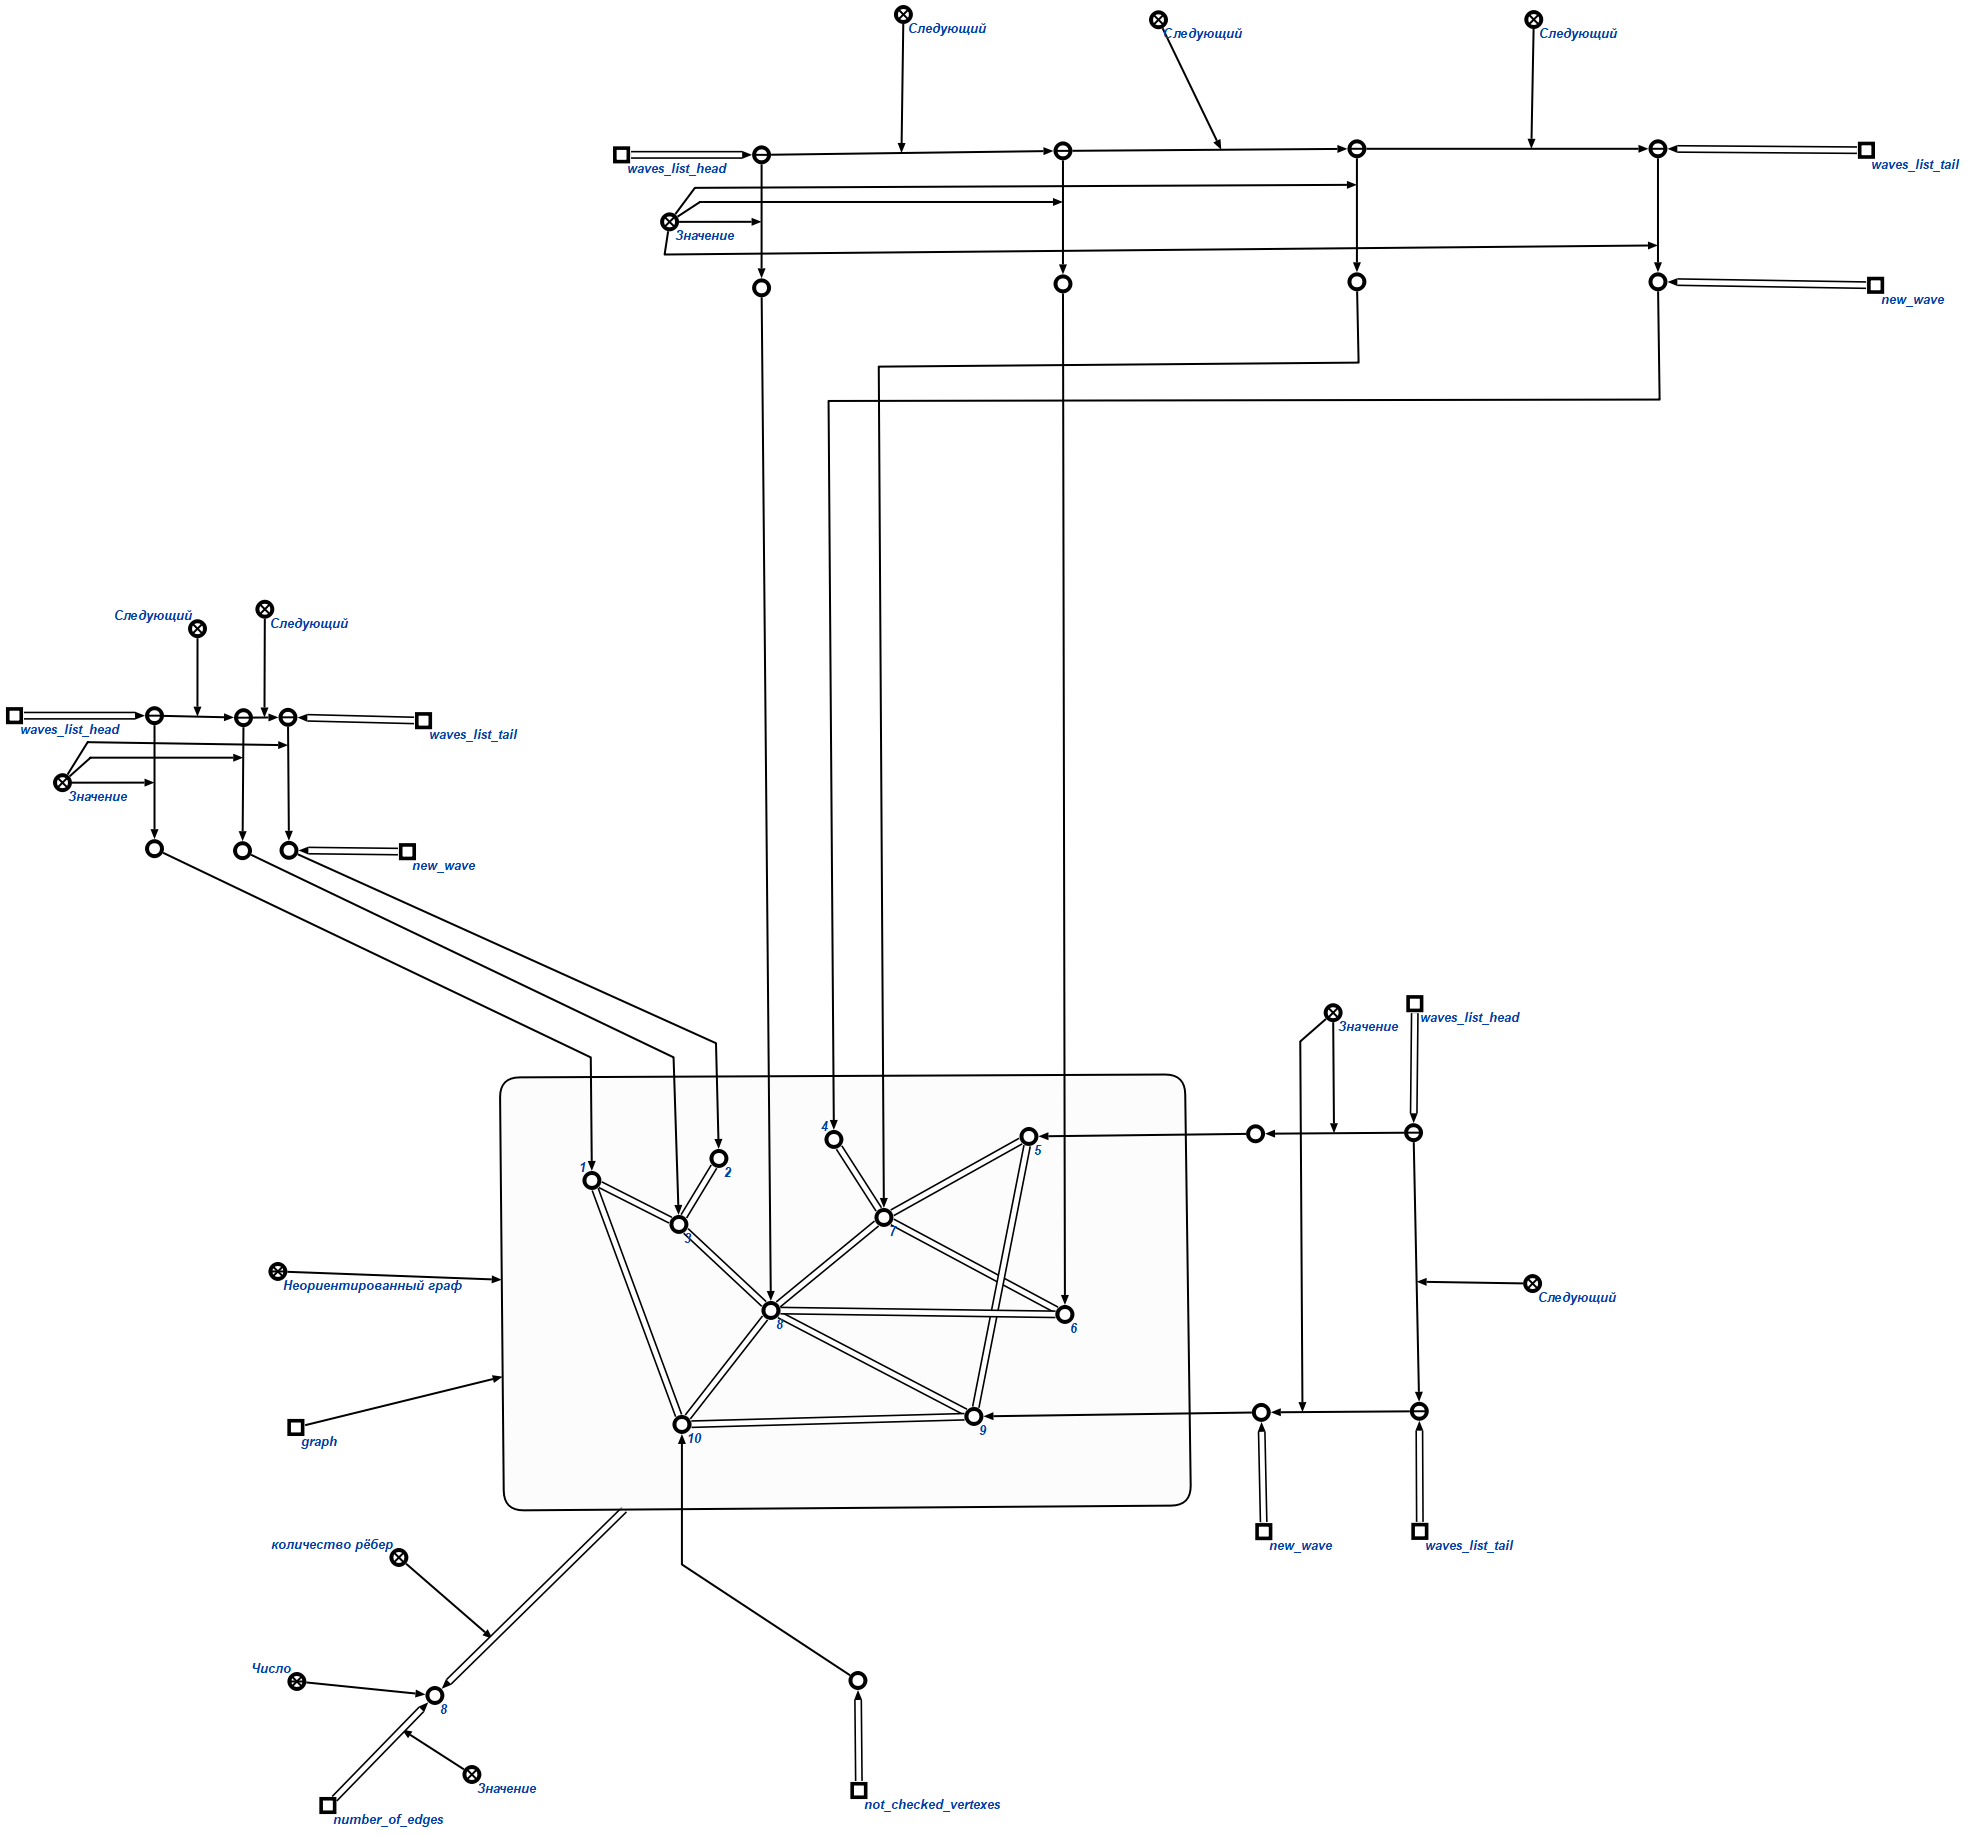 Следующий
Следующий
Следующий
waves_list_head
waves_list_tail
Значение
new_wave
Следующий
Следующий
waves_list_head
waves_list_tail
Значение
new_wave
Значение
waves_list_head
4
5
1
2
3
7
Неориентированный граф
Следующий
8
6
graph
10
9
количество рёбер
new_wave
waves_list_tail
Число
8
Значение
not_checked_vertexes
number_of_edges